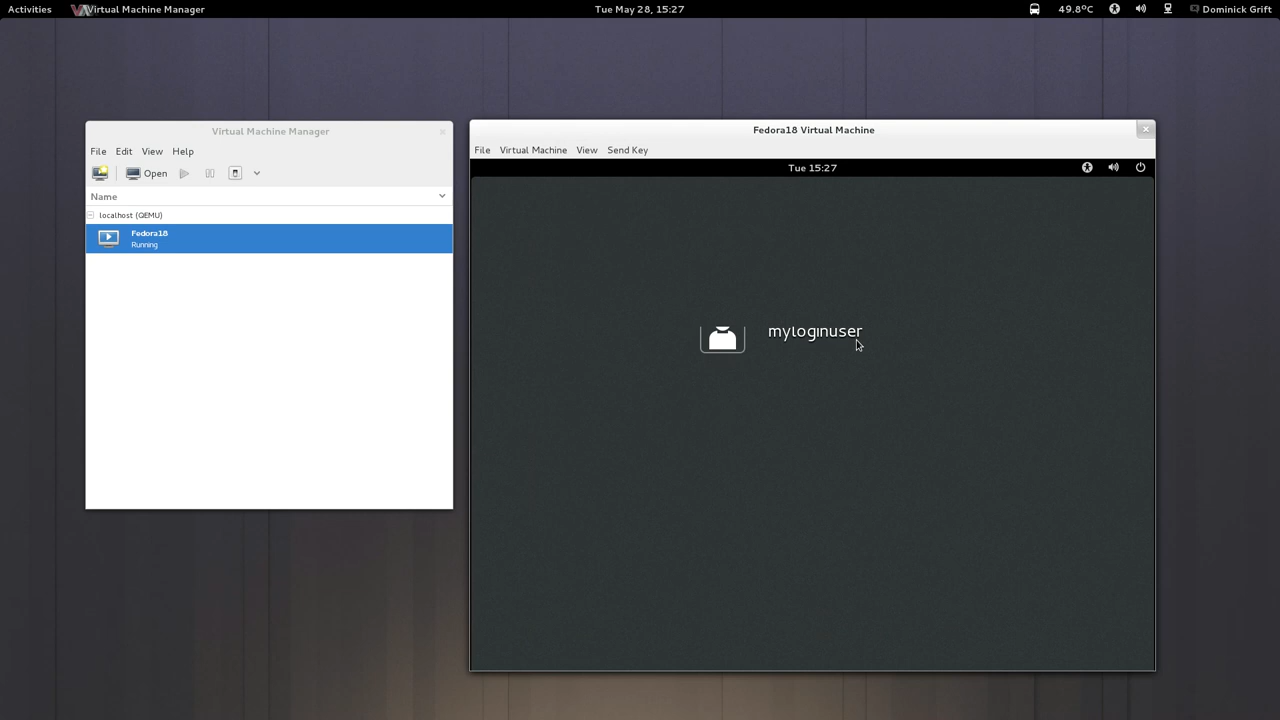 Activities Virtual Machine Manager Tue May 28, 15:27 49.8°C Dominick Grift
Virtual Machine Manager
File Edit View Help
Open
Name
localhost (QEMU)
Fedora18
Running
Fedora18 Virtual Machine
File Virtual Machine View Send Key
Tue 15:27
myloginuser